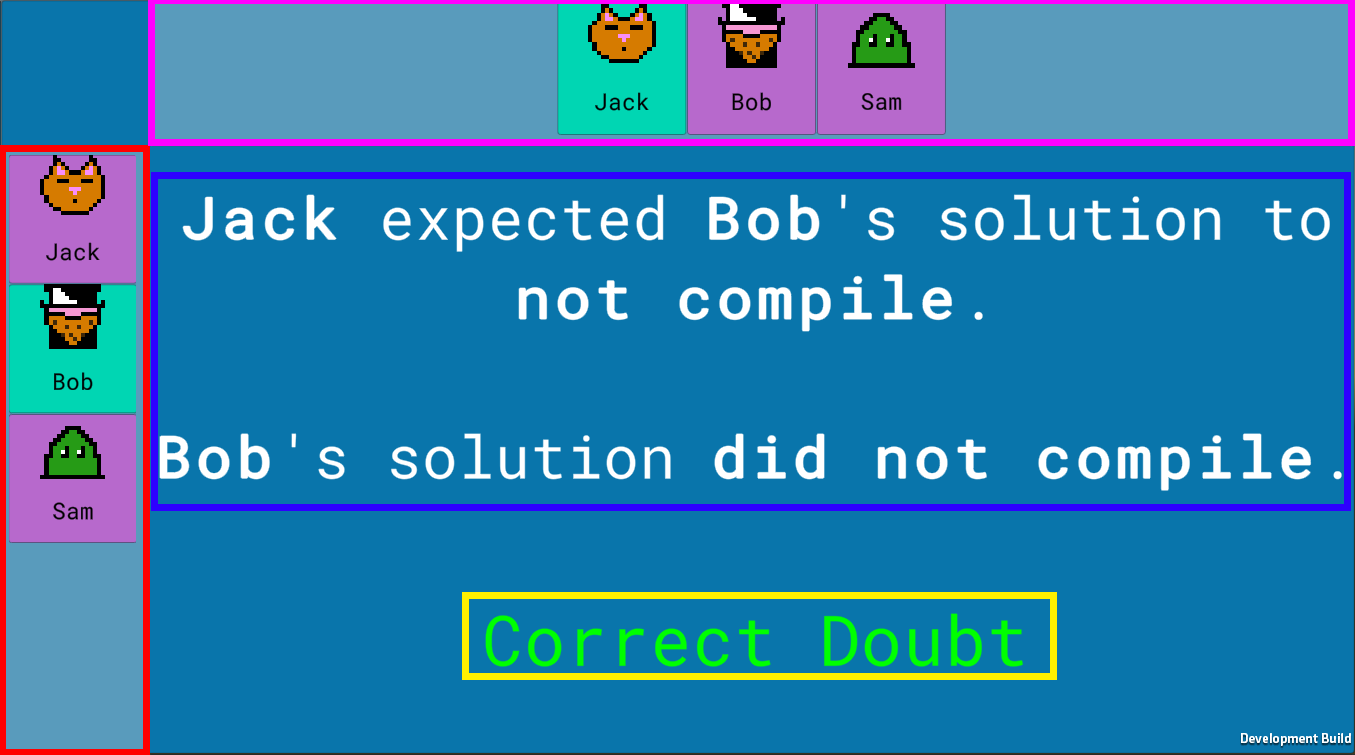 Jack
Bob
Sam
Jack
Bob
Sam
Jack expected Bob's solution to
not compile.
Bob's solution did not compile.
Correct Doubt
Development Build